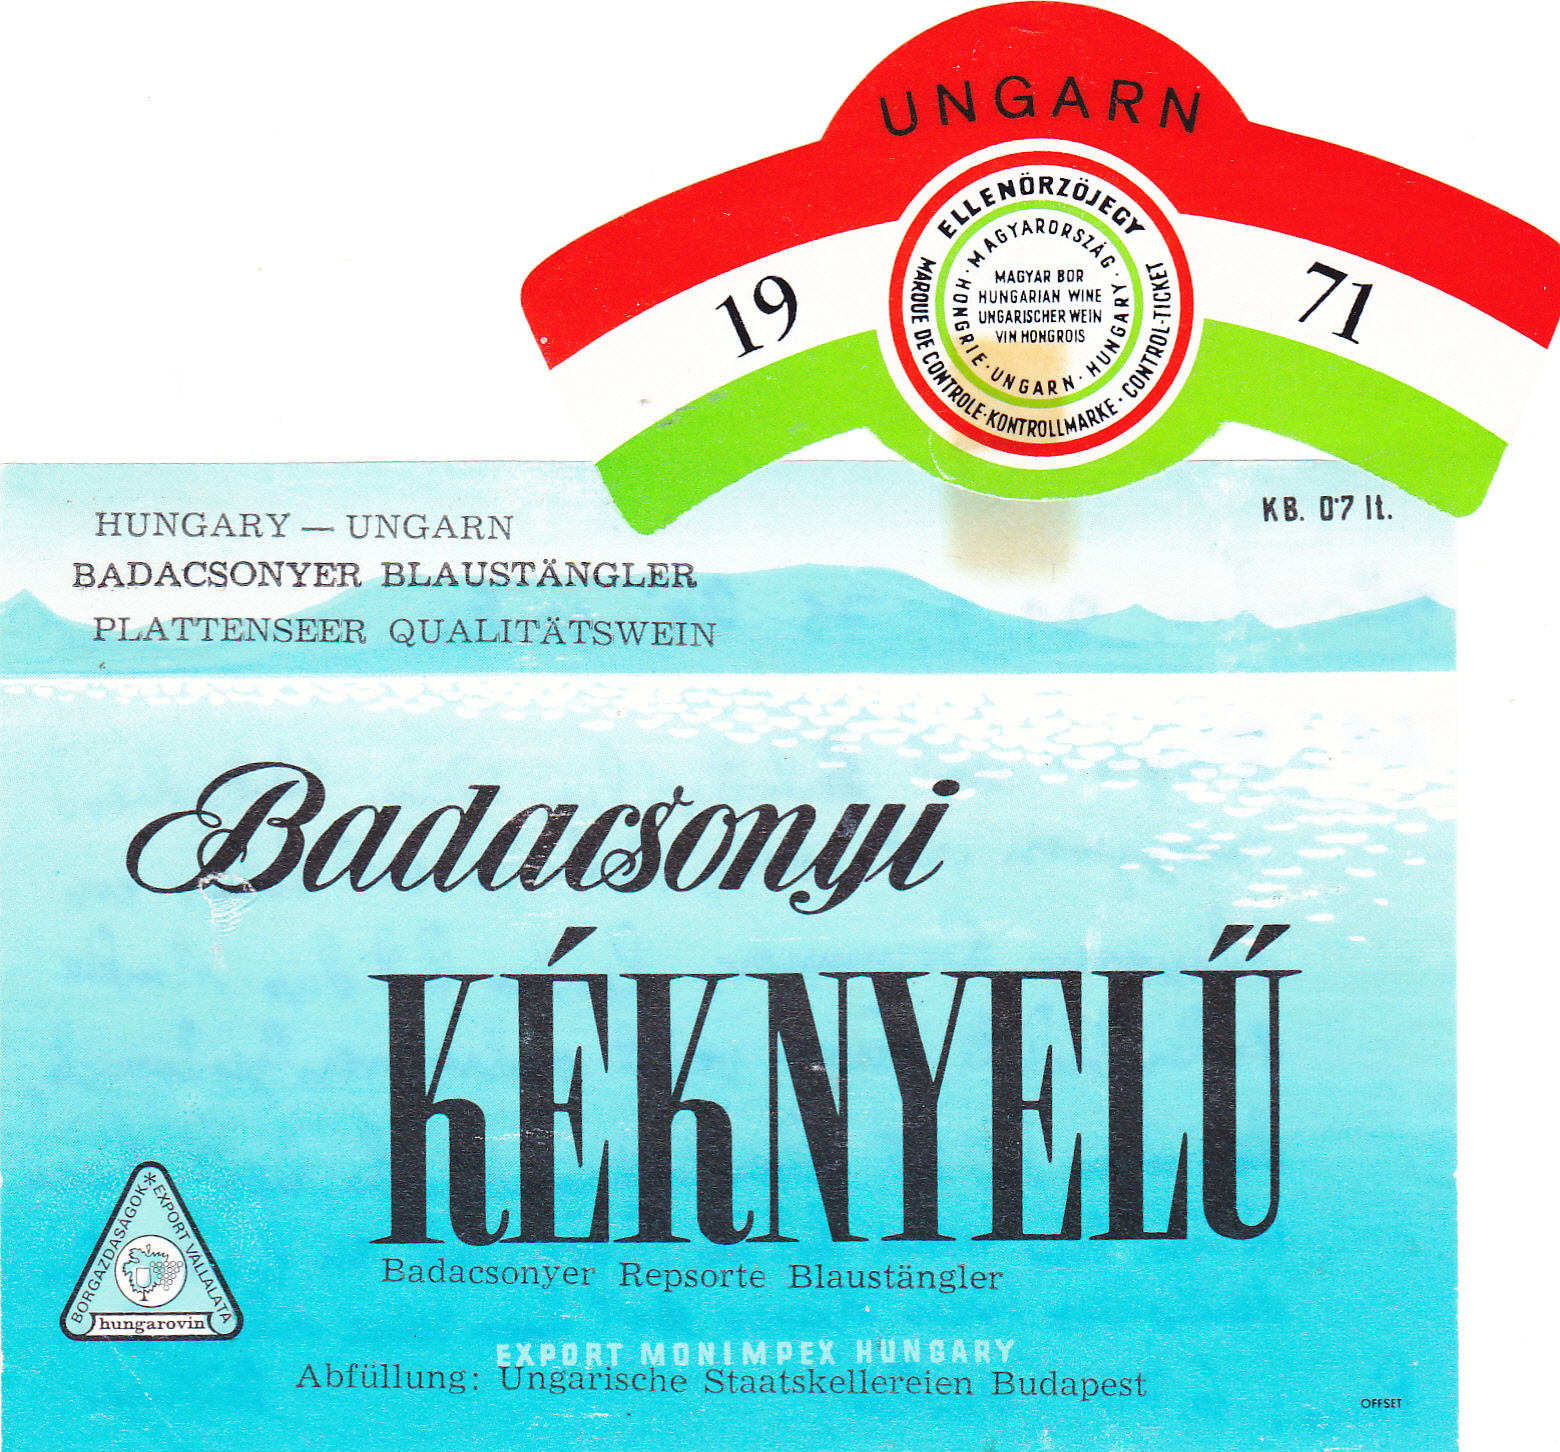 UNGARN
19 71
ELLENÖRZÖJEGY
MARQUE DE CONTROLE · KONTROLLMARKE · CONTROL-TICKET
MAGYARORSZÁG · HUNGARY · UNGARN · HONGRIE ·
MAGYAR BOR
HUNGARIAN WINE
UNGARISCHER WEIN
VIN HONGROIS
KB. 0·7 lt.
HUNGARY — UNGARN
BADACSONYER BLAUSTÄNGLER
PLATTENSEER QUALITÄTSWEIN
Badacsonyi
KÉKNYELŰ
Badacsonyer Repsorte Blaustängler
BORGAZDASÁGOK * EXPORT VÁLLALATA
hungarovin
EXPORT MONIMPEX HUNGARY
Abfüllung: Ungarische Staatskellereien Budapest
OFFSET